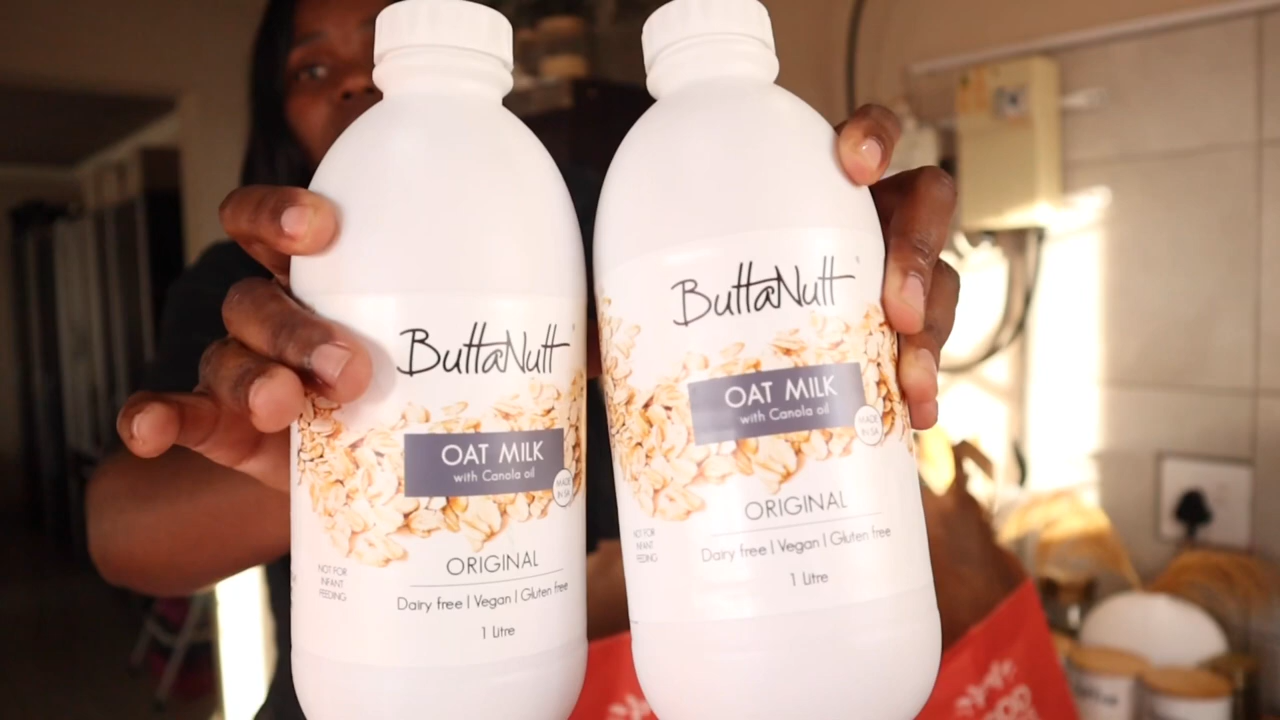 ButtaNutt
OAT MILK
with Canola oil
MADE
IN SA
ORIGINAL
Dairy free | Vegan | Gluten free
1 Litre
NOT FOR
INFANT
FEEDING
ButtaNutt
OAT MILK
with Canola oil
MADE
IN SA
ORIGINAL
Dairy free | Vegan | Gluten free
1 Litre
NOT FOR
INFANT
FEEDING